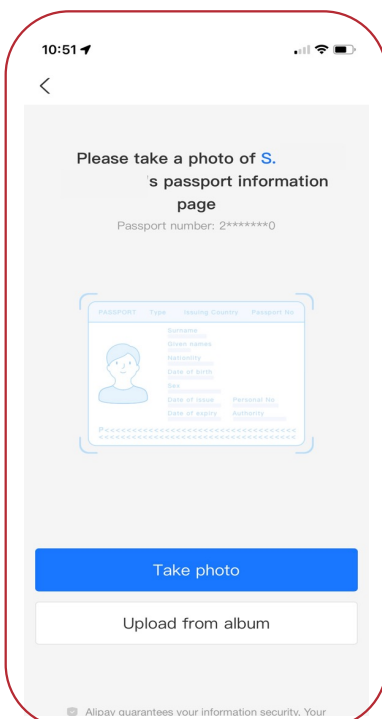 10:51
Please take a photo of S.
's passport information
page
Passport number: 2*******0
PASSPORT Type Issuing Country Passport No.
Surname
Given names
Nationlity
Date of birth
Sex
Date of issue Personal No
Date of expiry Authority
P<<<<<<<<<<<<<<<<<<<<<<<<<<<<<<<<<<<
<<<<<<<<<<<<<<<<<<<<<<<<<<<<<<<<<<<<
Take photo
Upload from album
Alipay guarantees your information security. Your